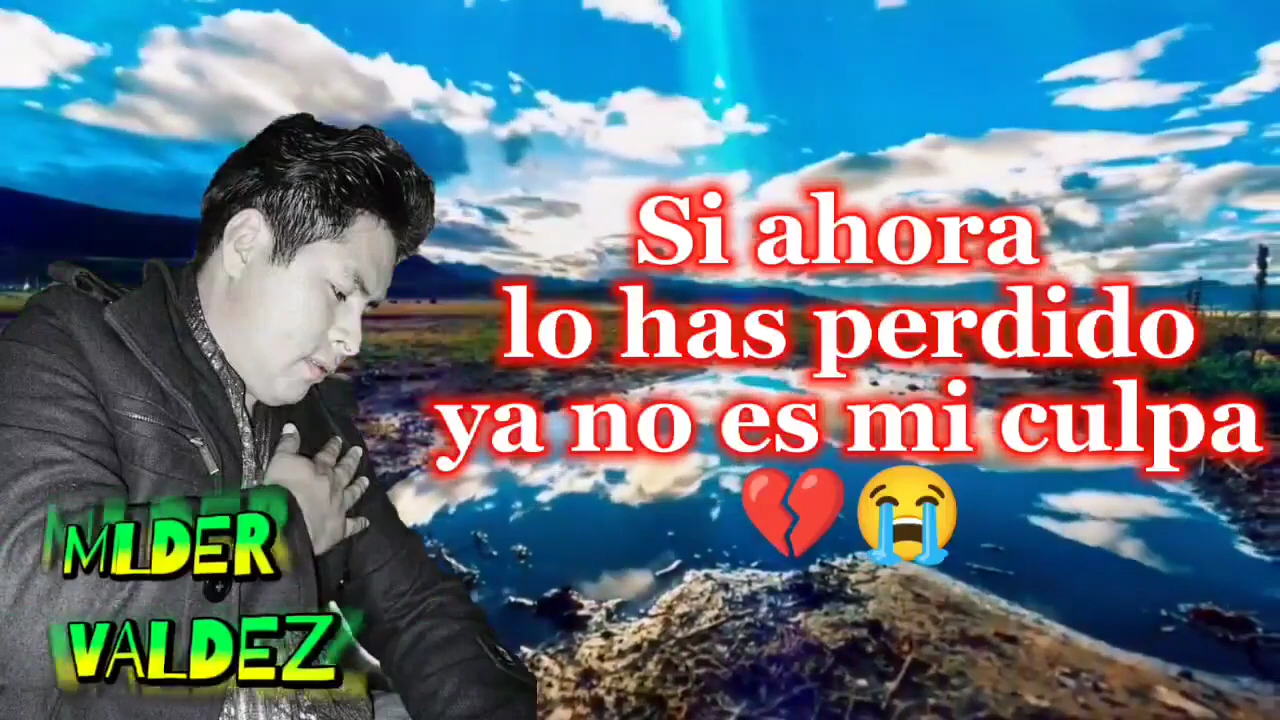 Si ahora
lo has perdido
ya no es mi culpa
💔😭
MLDER
VALDEZ